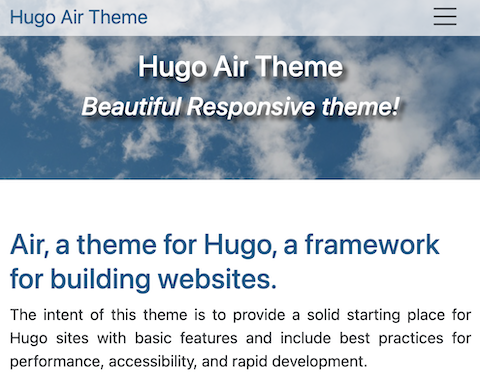 Hugo Air Theme
Hugo Air Theme
Beautiful Responsive theme!
Air, a theme for Hugo, a framework
for building websites.
The intent of this theme is to provide a solid starting place for
Hugo sites with basic features and include best practices for
performance, accessibility, and rapid development.